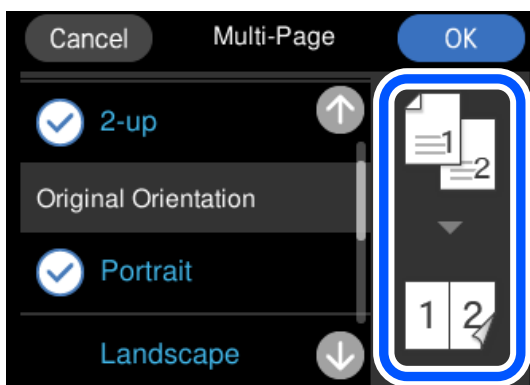 Cancel Multi-Page OK
2-up
Original Orientation
Portrait
Landscape
1
2
1 2